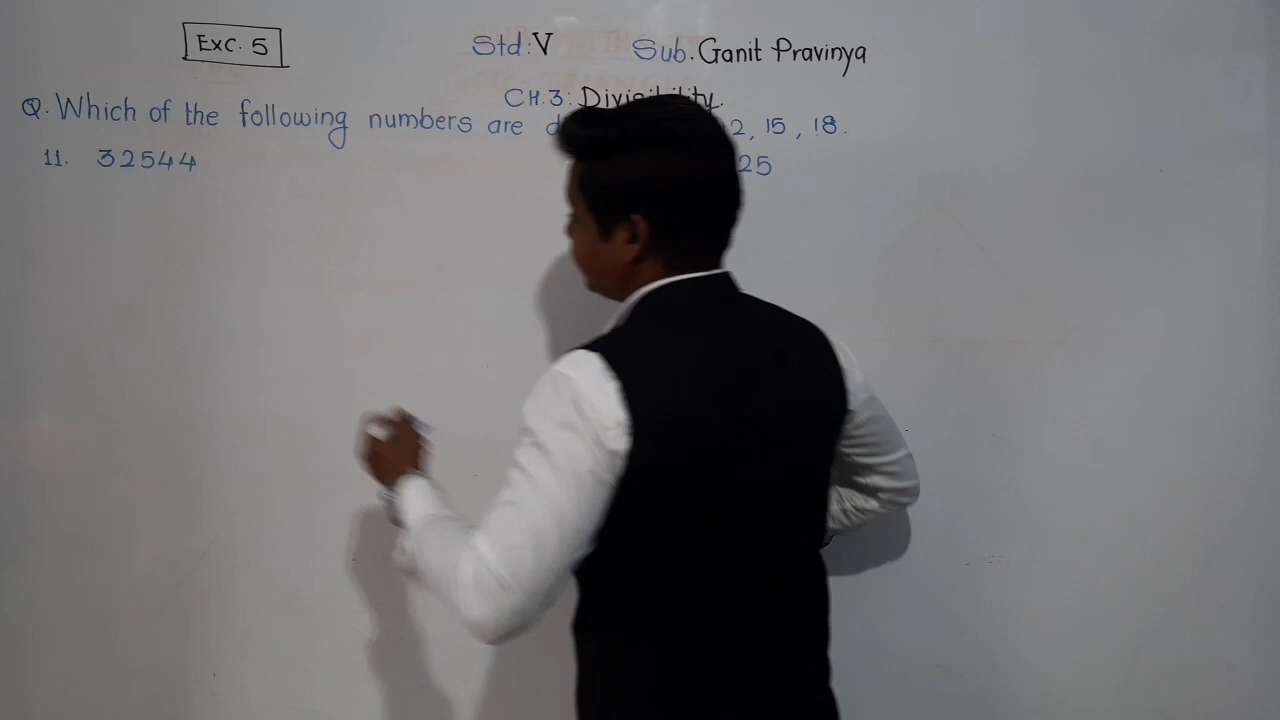 Exc. 5 Std: V Sub. Ganit Pravinya
CH. 3: Divisibility.
Q. Which of the following numbers are 2, 15, 18.
11. 32544 25